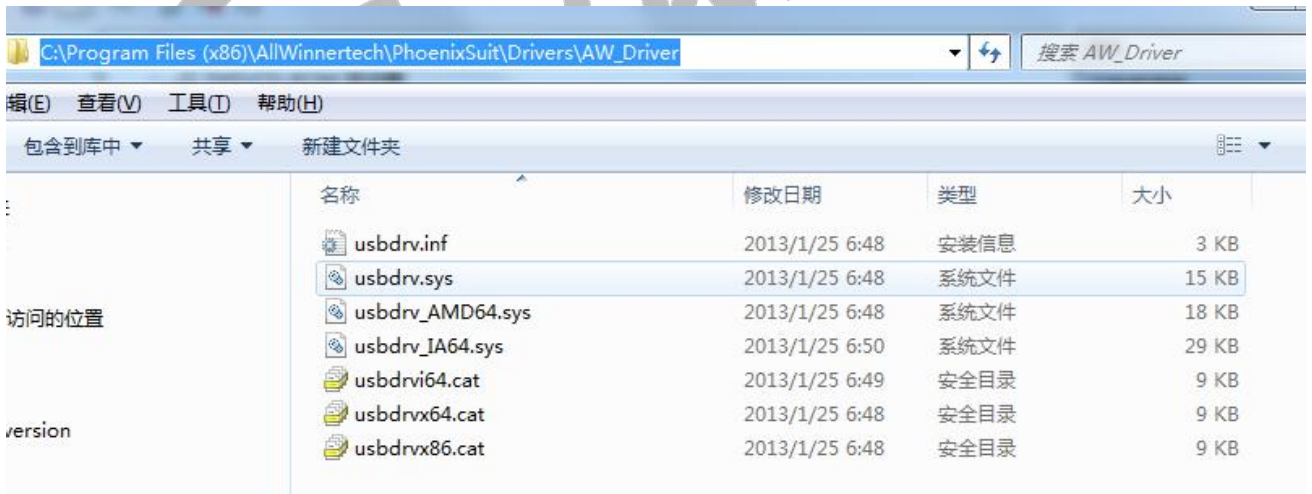 C:\Program Files (x86)\AllWinnertech\PhoenixSuit\Drivers\AW_Driver 搜索 AW_Driver
辑(E) 查看(V) 工具(T) 帮助(H)
包含到库中 共享 新建文件夹
名称 修改日期 类型 大小
usbdrv.inf 2013/1/25 6:48 安装信息 3 KB
usbdrv.sys 2013/1/25 6:48 系统文件 15 KB
访问的位置 usbdrv_AMD64.sys 2013/1/25 6:48 系统文件 18 KB
usbdrv_IA64.sys 2013/1/25 6:50 系统文件 29 KB
usbdrvi64.cat 2013/1/25 6:49 安全目录 9 KB
usbdrvx64.cat 2013/1/25 6:48 安全目录 9 KB
version
usbdrvx86.cat 2013/1/25 6:48 安全目录 9 KB